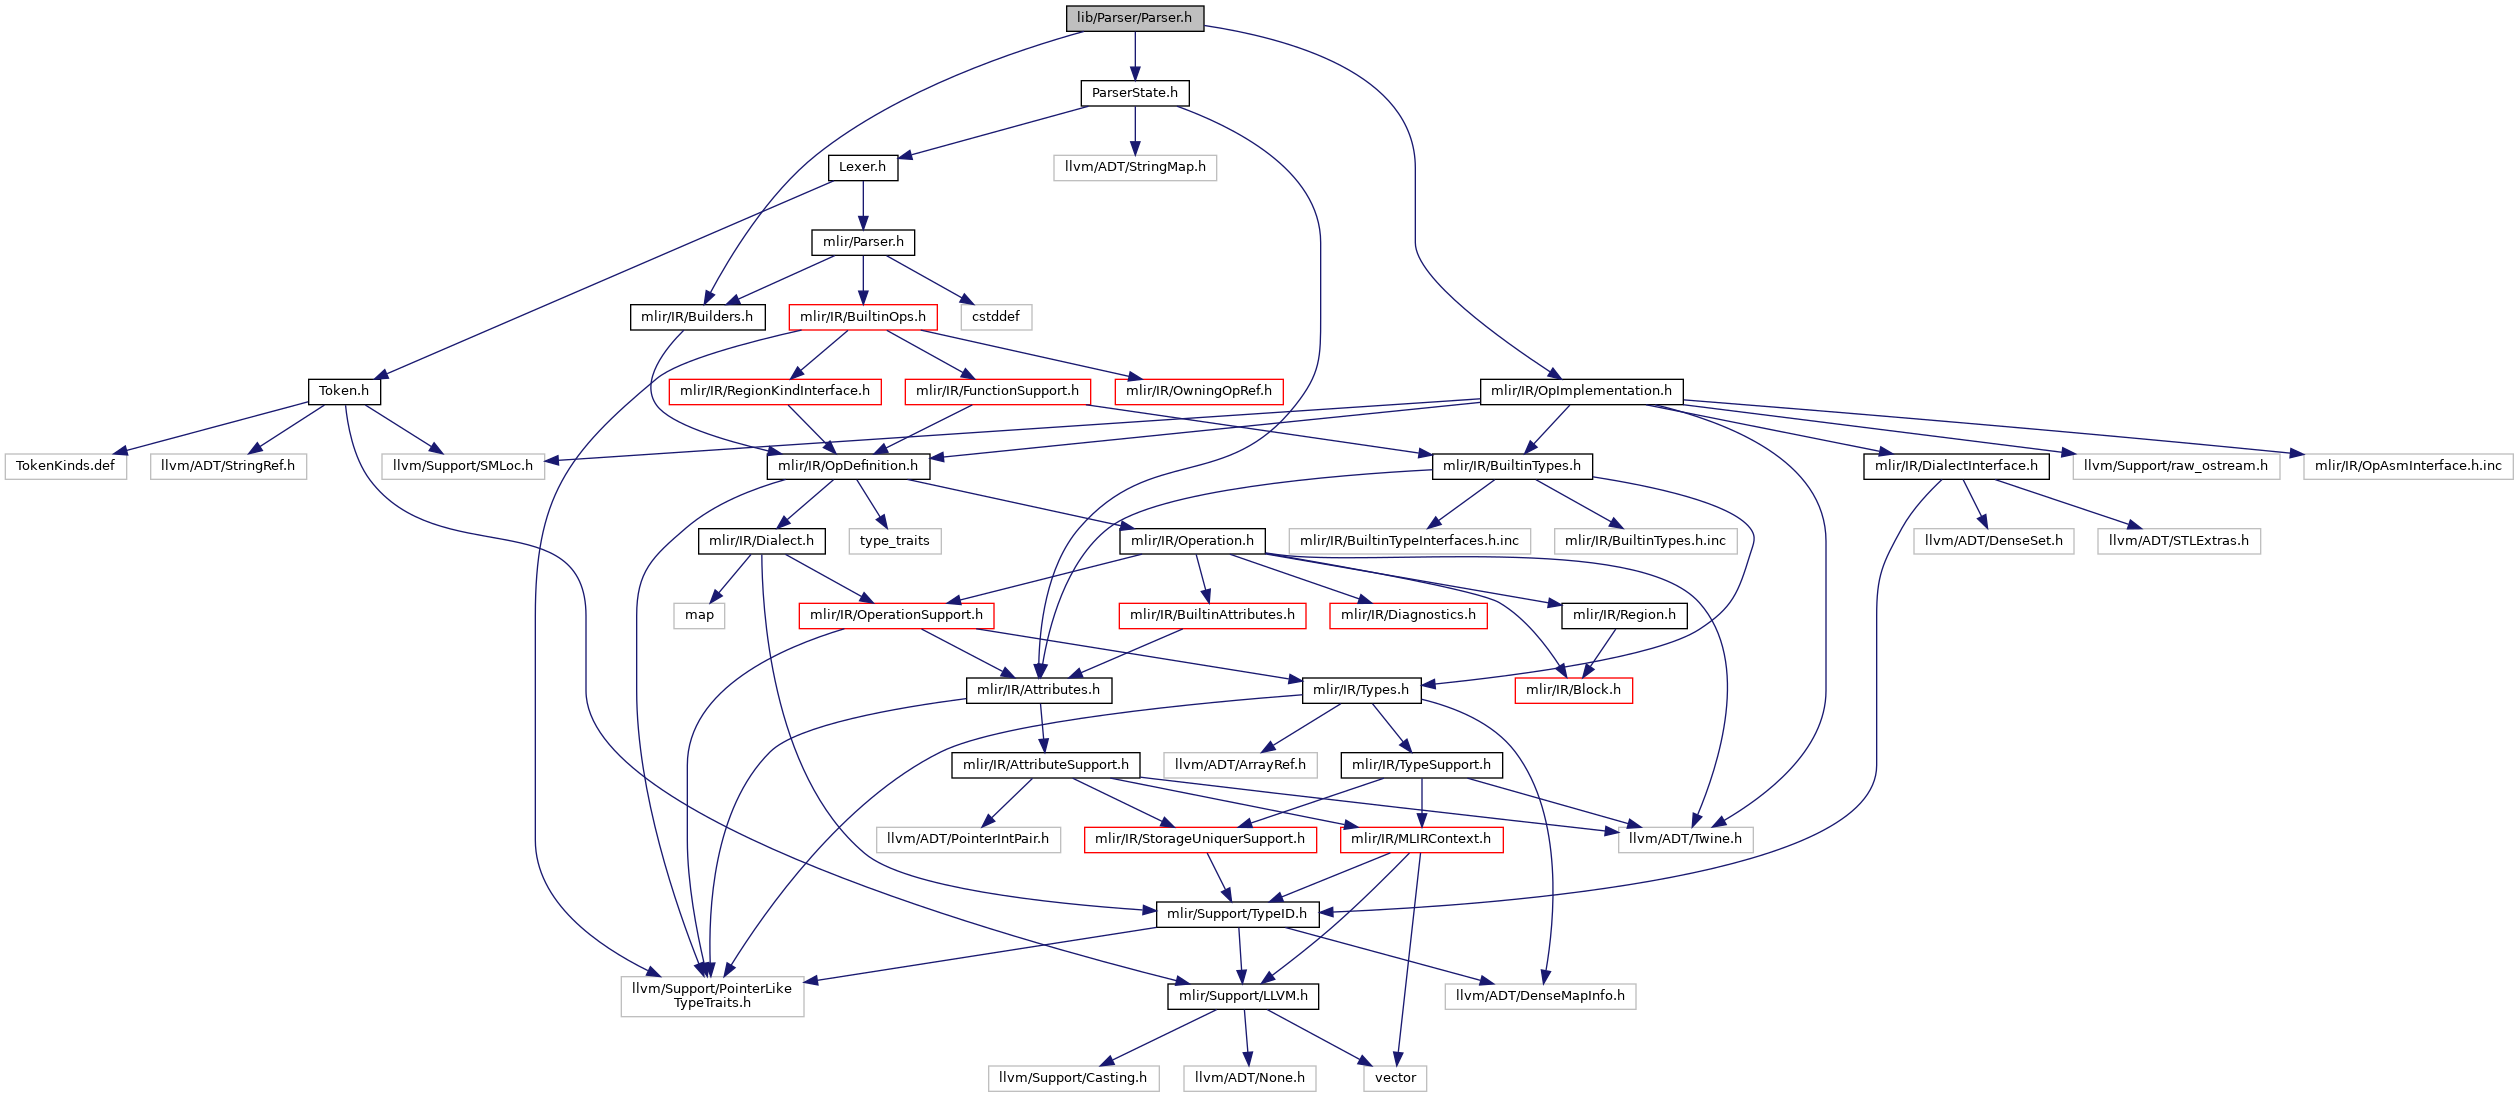 lib/Parser/Parser.h
ParserState.h
Lexer.h
llvm/ADT/StringMap.h
mlir/Parser.h
mlir/IR/Builders.h
mlir/IR/BuiltinOps.h
cstddef
Token.h
mlir/IR/RegionKindInterface.h
mlir/IR/FunctionSupport.h
mlir/IR/OwningOpRef.h
mlir/IR/OpImplementation.h
TokenKinds.def
llvm/ADT/StringRef.h
llvm/Support/SMLoc.h
mlir/IR/OpDefinition.h
mlir/IR/BuiltinTypes.h
mlir/IR/DialectInterface.h
llvm/Support/raw_ostream.h
mlir/IR/OpAsmInterface.h.inc
mlir/IR/Dialect.h
type_traits
mlir/IR/Operation.h
mlir/IR/BuiltinTypeInterfaces.h.inc
mlir/IR/BuiltinTypes.h.inc
llvm/ADT/DenseSet.h
llvm/ADT/STLExtras.h
map
mlir/IR/OperationSupport.h
mlir/IR/BuiltinAttributes.h
mlir/IR/Diagnostics.h
mlir/IR/Region.h
mlir/IR/Attributes.h
mlir/IR/Types.h
mlir/IR/Block.h
mlir/IR/AttributeSupport.h
llvm/ADT/ArrayRef.h
mlir/IR/TypeSupport.h
llvm/ADT/PointerIntPair.h
mlir/IR/StorageUniquerSupport.h
mlir/IR/MLIRContext.h
llvm/ADT/Twine.h
mlir/Support/TypeID.h
llvm/Support/PointerLike
TypeTraits.h
mlir/Support/LLVM.h
llvm/ADT/DenseMapInfo.h
llvm/Support/Casting.h
llvm/ADT/None.h
vector